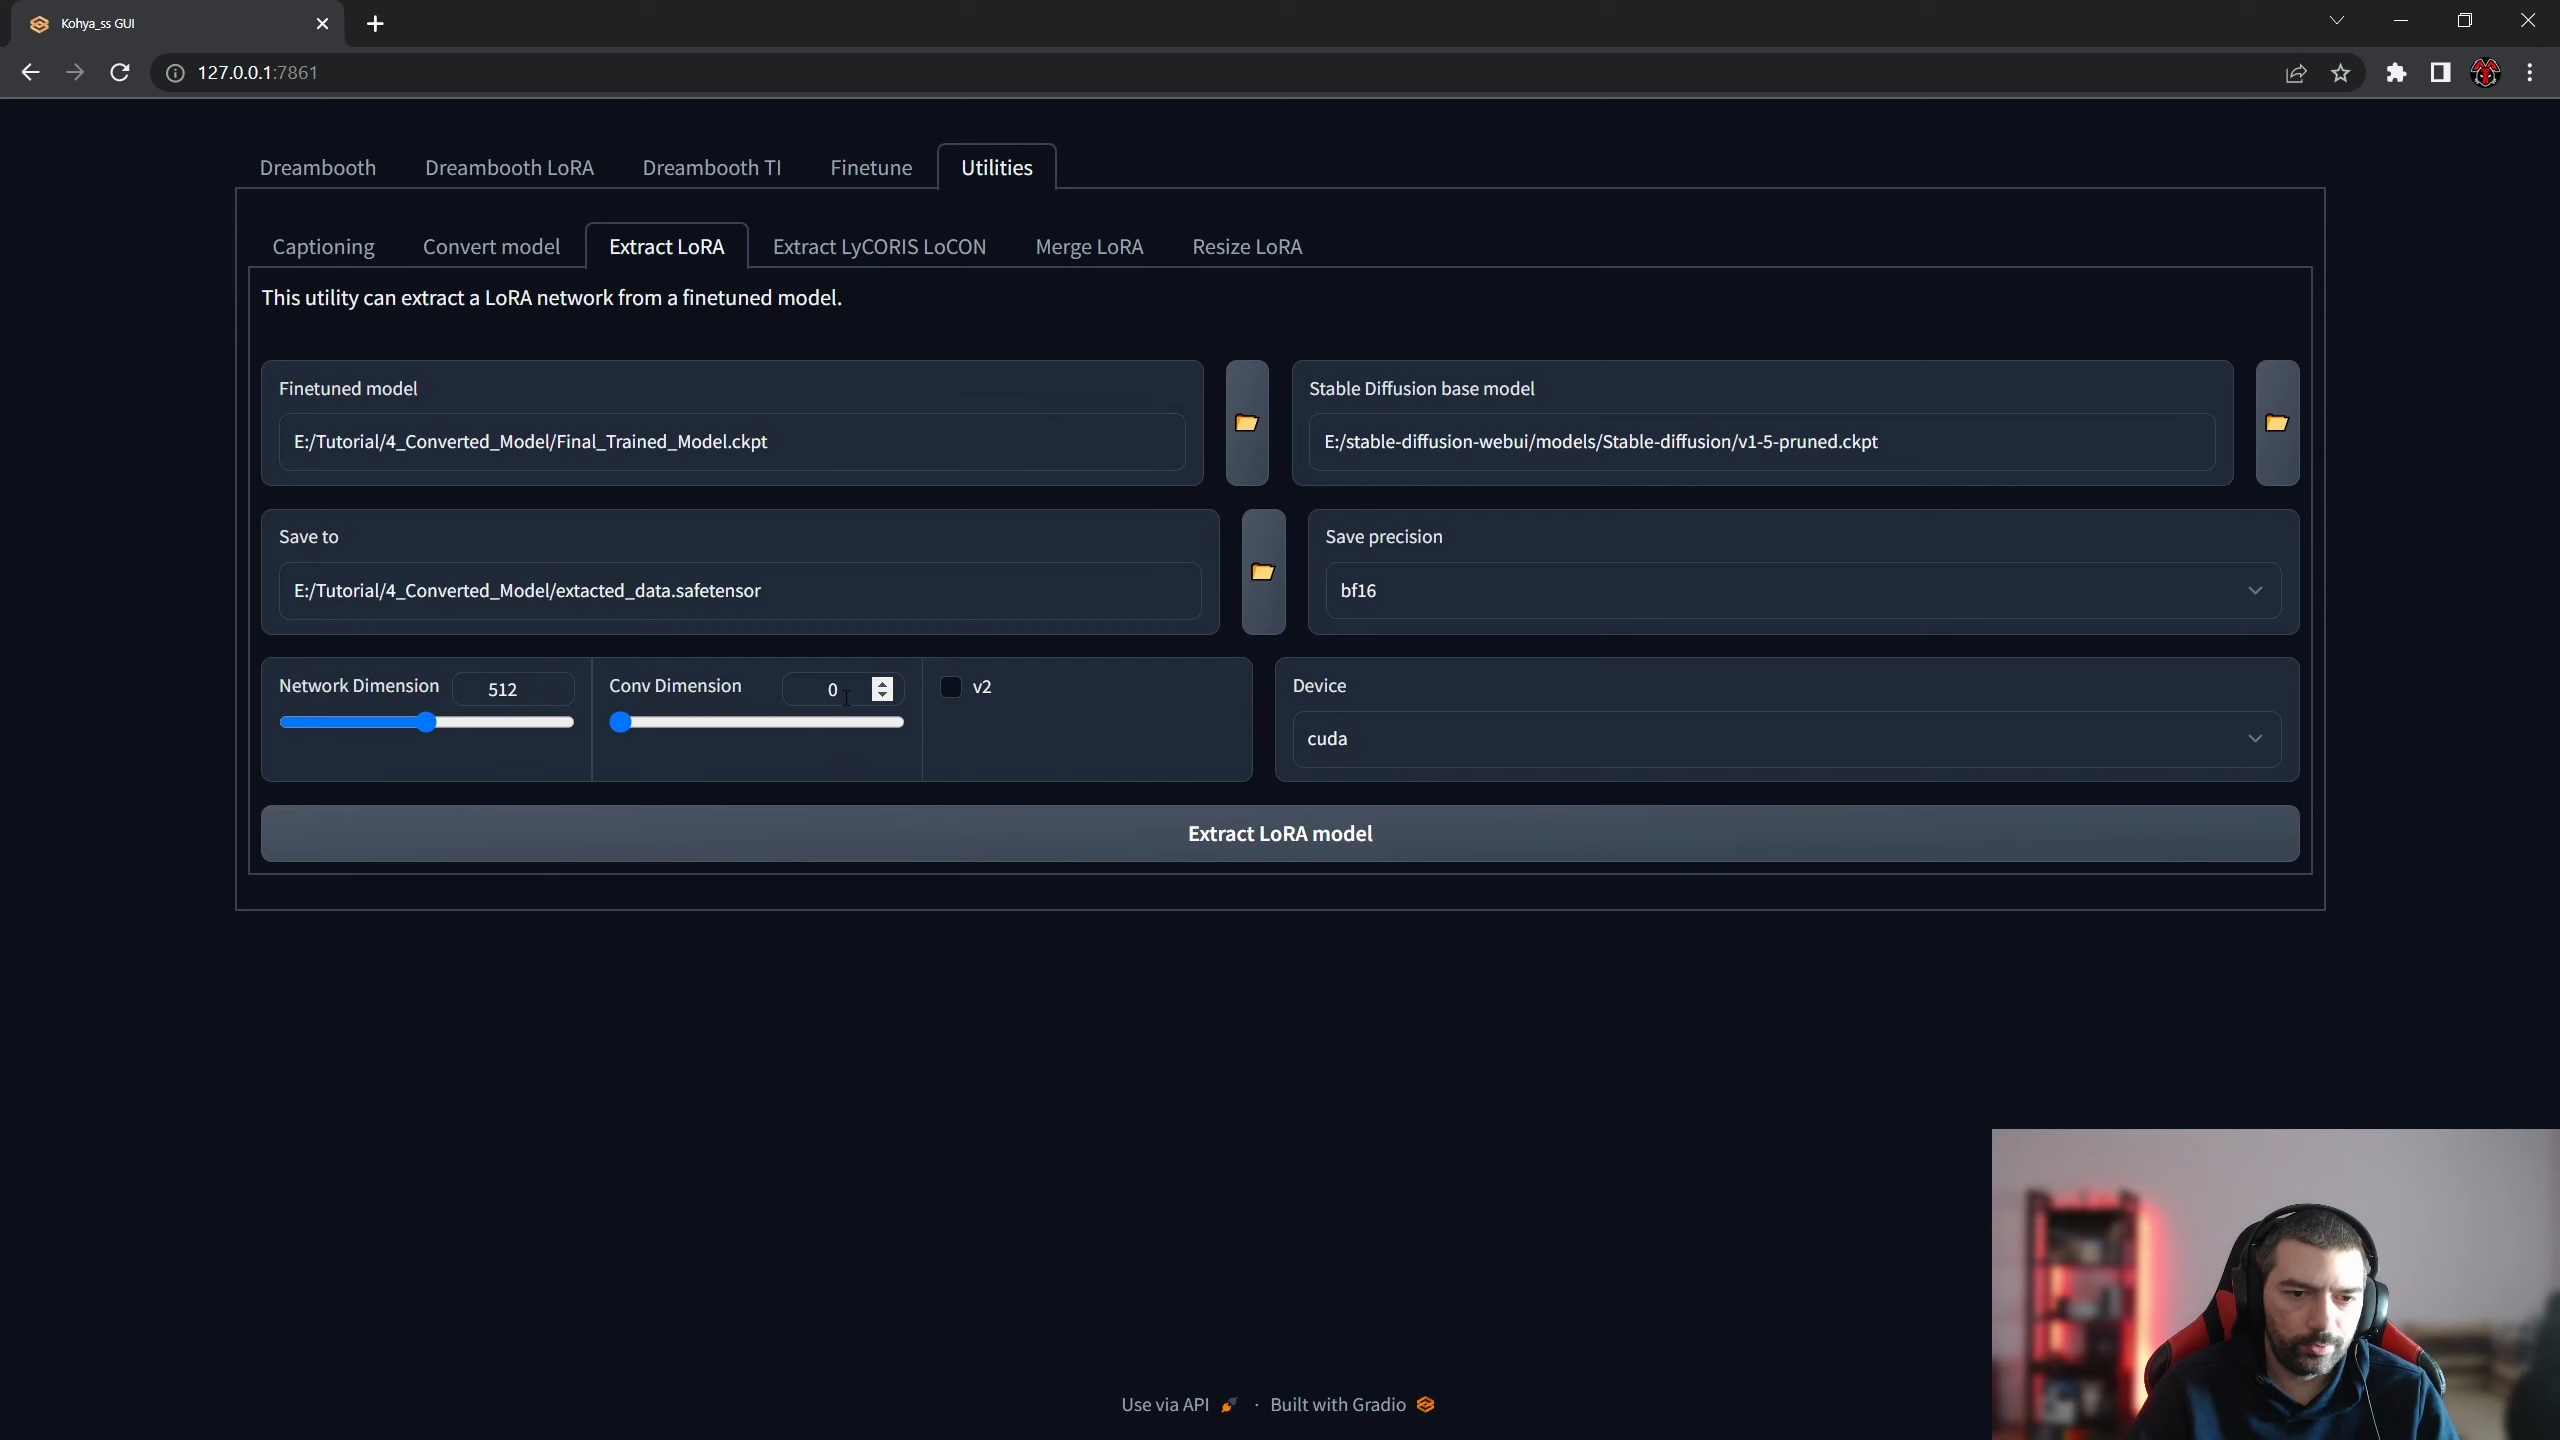 Kohya_ss GUI
127.0.0.1:7861
Dreambooth Dreambooth LoRA Dreambooth TI Finetune Utilities
Captioning Convert model Extract LoRA Extract LyCORIS LoCON Merge LoRA Resize LoRA
This utility can extract a LoRA network from a finetuned model.
Finetuned model Stable Diffusion base model
E:/Tutorial/4_Converted_Model/Final_Trained_Model.ckpt E:/stable-diffusion-webui/models/Stable-diffusion/v1-5-pruned.ckpt
Save to Save precision
E:/Tutorial/4_Converted_Model/extacted_data.safetensor bf16
Network Dimension 512 Conv Dimension 0 v2 Device
cuda
Extract LoRA model
Use via API · Built with Gradio